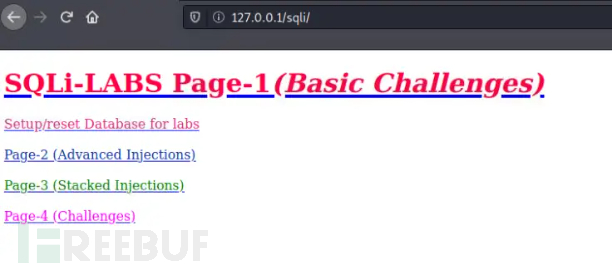 127.0.0.1/sqli/
SQLi-LABS Page-1(Basic Challenges)
Setup/reset Database for labs
Page-2 (Advanced Injections)
Page-3 (Stacked Injections)
Page-4 (Challenges)
FREEBUF